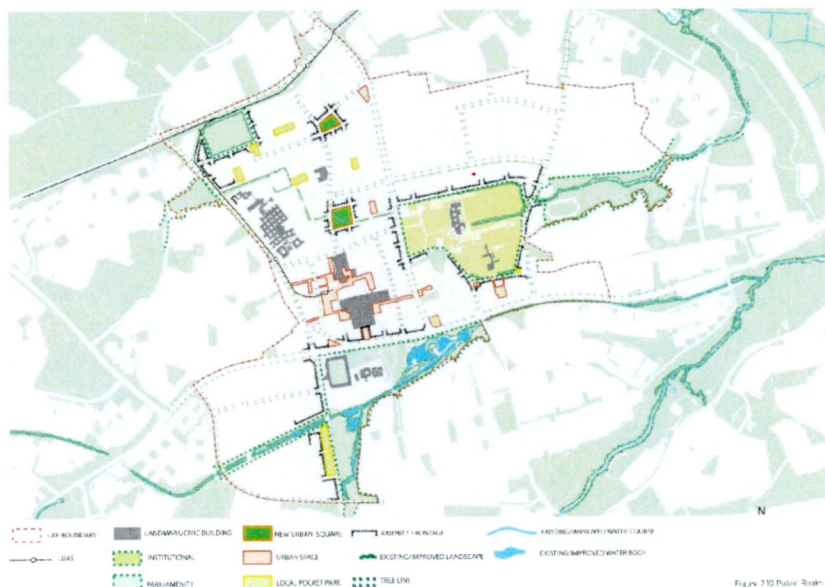 N
LAP BOUNDARY
LANDMARK/CIVIC BUILDING
NEW URBAN SQUARE
AMENITY FRONTAGE
EXISTING/IMPROVED WATER COURSE
LUAS
INSTITUTIONAL
URBAN SPACE
EXISTING/IMPROVED LANDSCAPE
EXISTING/IMPROVED WATER BODY
PARK/AMENITY
LOCAL POCKET PARK
TREE LINE
Figure 2.10 Public Realm